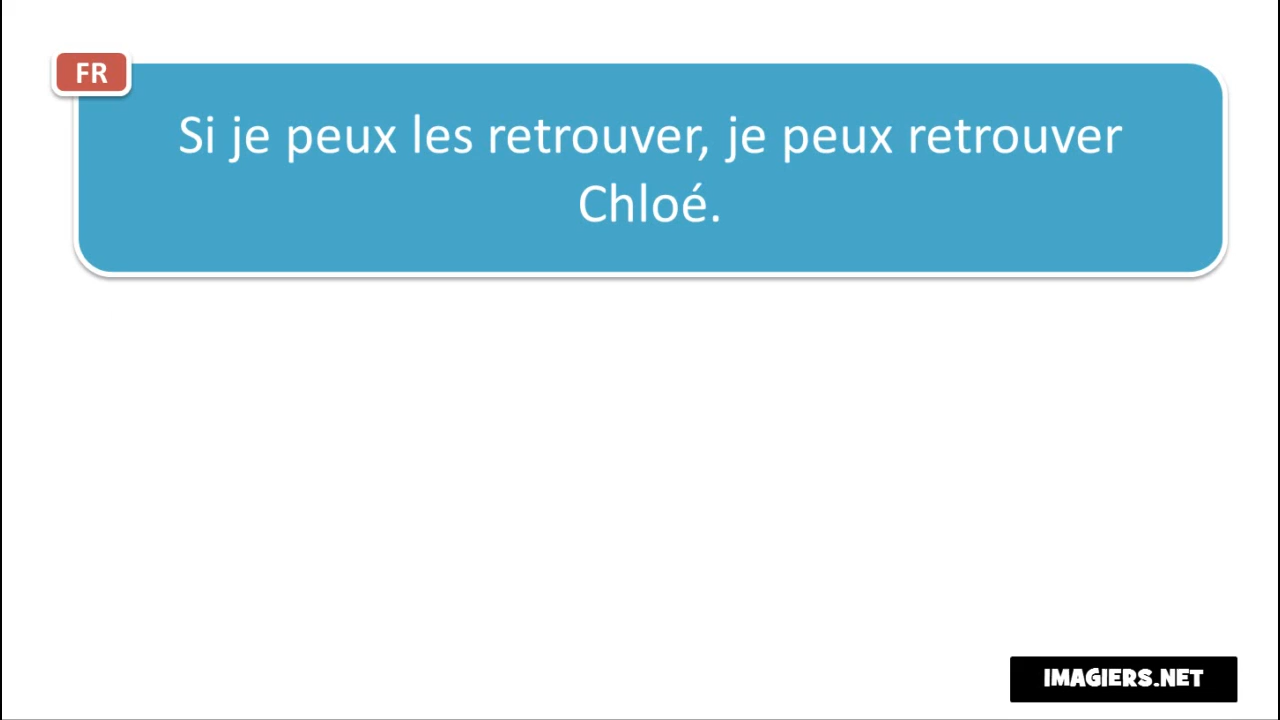 FR
Si je peux les retrouver, je peux retrouver
Chloé.
IMAGIERS.NET